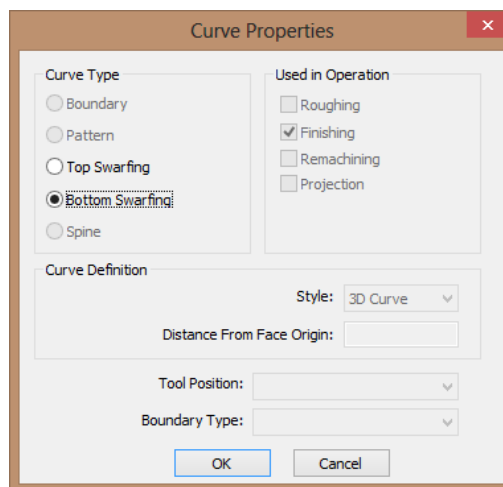 Curve Properties
Curve Type
Boundary
Pattern
Top Swarfing
Bottom Swarfing
Spine
Used in Operation
Roughing
Finishing
Remachining
Projection
Curve Definition
Style: 3D Curve
Distance From Face Origin:
Tool Position:
Boundary Type:
OK Cancel